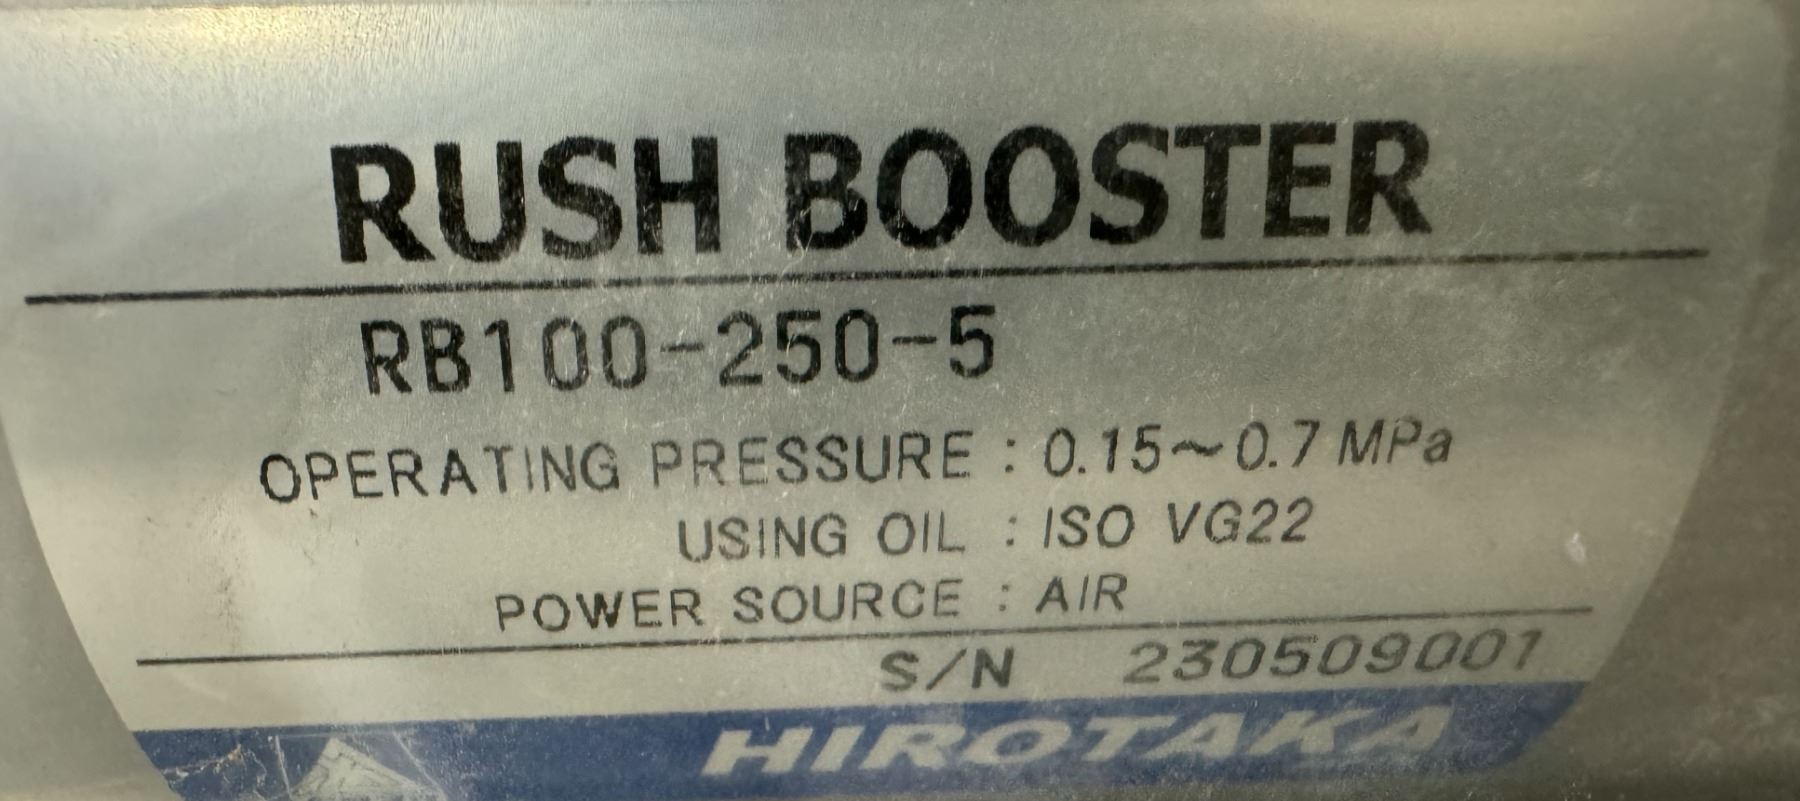 RUSH BOOSTER
RB100-250-5
OPERATING PRESSURE : 0.15~0.7 MPa
USING OIL : ISO VG22
POWER SOURCE : AIR
S/N 230509001
HIROTAKA